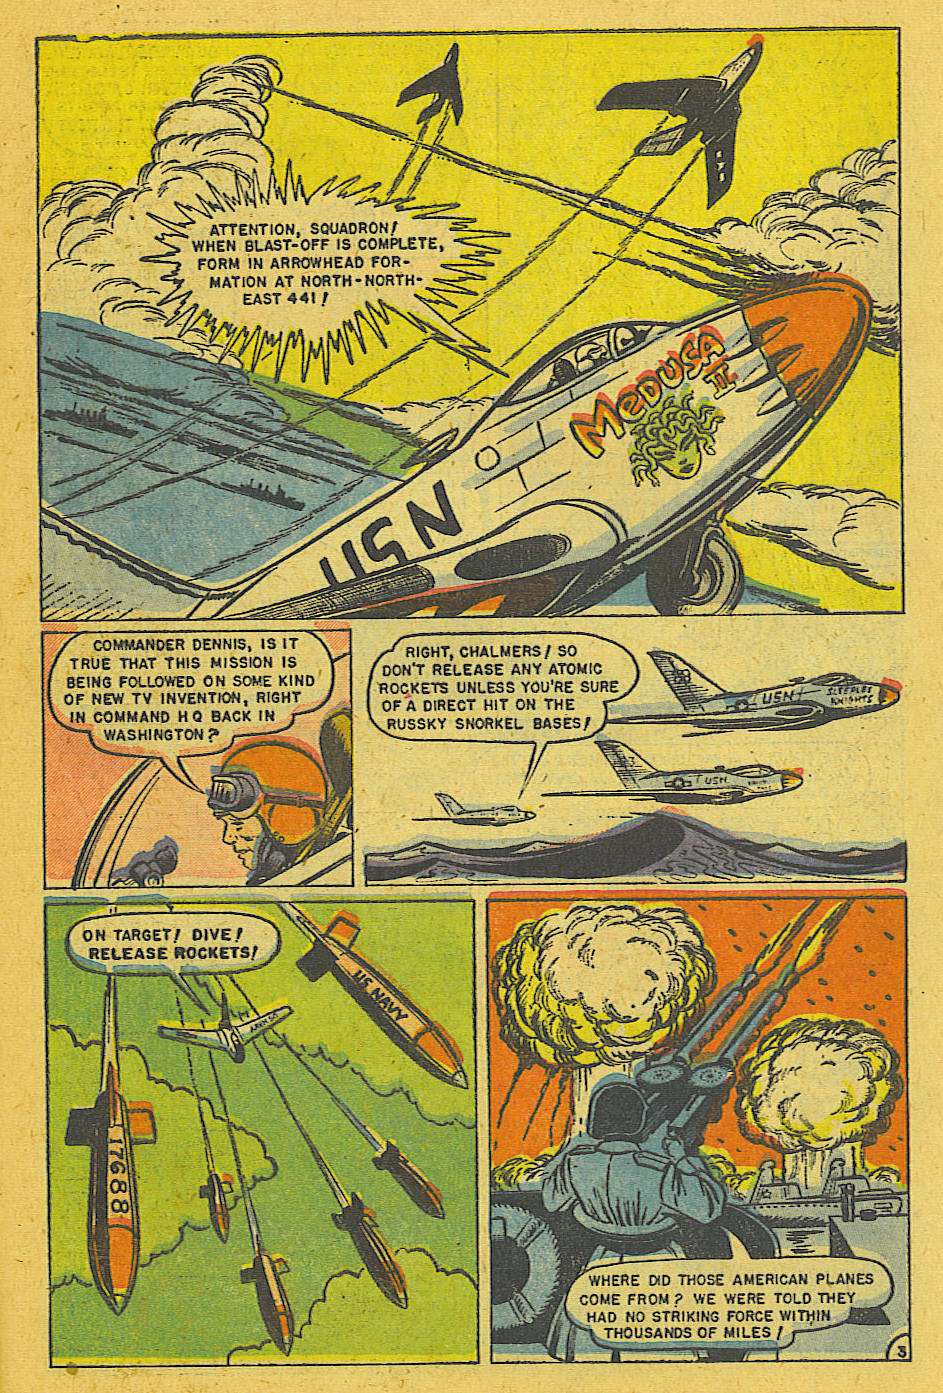 ATTENTION, SQUADRON!
WHEN BLAST-OFF IS COMPLETE,
FORM IN ARROWHEAD FOR-
MATION AT NORTH-NORTH-
EAST 441!
MEDUSA
II
USN
COMMANDER DENNIS, IS IT
TRUE THAT THIS MISSION IS
BEING FOLLOWED ON SOME KIND
OF NEW TV INVENTION, RIGHT
IN COMMAND HQ BACK IN
WASHINGTON?
RIGHT, CHALMERS! SO
DON'T RELEASE ANY ATOMIC
ROCKETS UNLESS YOU'RE SURE
OF A DIRECT HIT ON THE
RUSSKY SNORKEL BASES!
USN
SLEEPLES
KNIGHTS
USN
ON TARGET! DIVE!
RELEASE ROCKETS!
US NAVY
17688
WHERE DID THOSE AMERICAN PLANES
COME FROM? WE WERE TOLD THEY
HAD NO STRIKING FORCE WITHIN
THOUSANDS OF MILES!
3